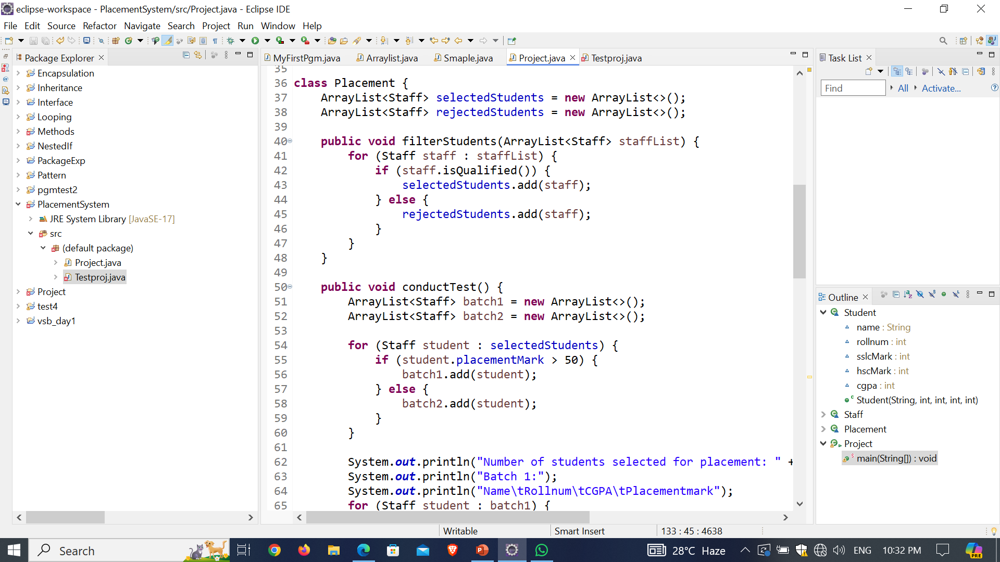 eclipse-workspace - PlacementSystem/src/Project.java - Eclipse IDE
File Edit Source Refactor Navigate Search Project Run Window Help
Package Explorer
Encapsulation
Inheritance
Interface
Looping
Methods
NestedIf
PackageExp
Pattern
pgmtest2
PlacementSystem
JRE System Library [JavaSE-17]
src
(default package)
Project.java
Testproj.java
Project
test4
vsb_day1
MyFirstPgm.java Arraylist.java Smaple.java Project.java Testproj.java
35
36 class Placement {
37 ArrayList<Staff> selectedStudents = new ArrayList<>();
38 ArrayList<Staff> rejectedStudents = new ArrayList<>();
39
40 public void filterStudents(ArrayList<Staff> staffList) {
41 for (Staff staff : staffList) {
42 if (staff.isQualified()) {
43 selectedStudents.add(staff);
44 } else {
45 rejectedStudents.add(staff);
46 }
47 }
48 }
49
50 public void conductTest() {
51 ArrayList<Staff> batch1 = new ArrayList<>();
52 ArrayList<Staff> batch2 = new ArrayList<>();
53
54 for (Staff student : selectedStudents) {
55 if (student.placementMark > 50) {
56 batch1.add(student);
57 } else {
58 batch2.add(student);
59 }
60 }
61
62 System.out.println("Number of students selected for placement: " +
63 System.out.println("Batch 1:");
64 System.out.println("Name\tRollnum\tCGPA\tPlacementmark");
65 for (Staff student : batch1) {
Task List
Find All Activate...
Outline
Student
name : String
rollnum : int
sslcMark : int
hscMark : int
cgpa : int
Student(String, int, int, int, int)
Staff
Placement
Project
main(String[]) : void
Writable Smart Insert 133 : 45 : 4638
Search 28°C Haze ENG 10:32 PM PRE